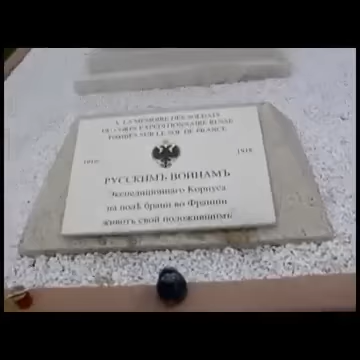 A LA MEMOIRE DES SOLDATS
DU CORPS EXPEDITIONNAIRE RUSSE
TOMBES SUR LE SOL DE FRANCE
1916 1918
РУССКИМЪ ВОИНАМЪ
Экспедиціоннаго Корпуса
на полѣ брани во Франціи
животъ свой положившимъ